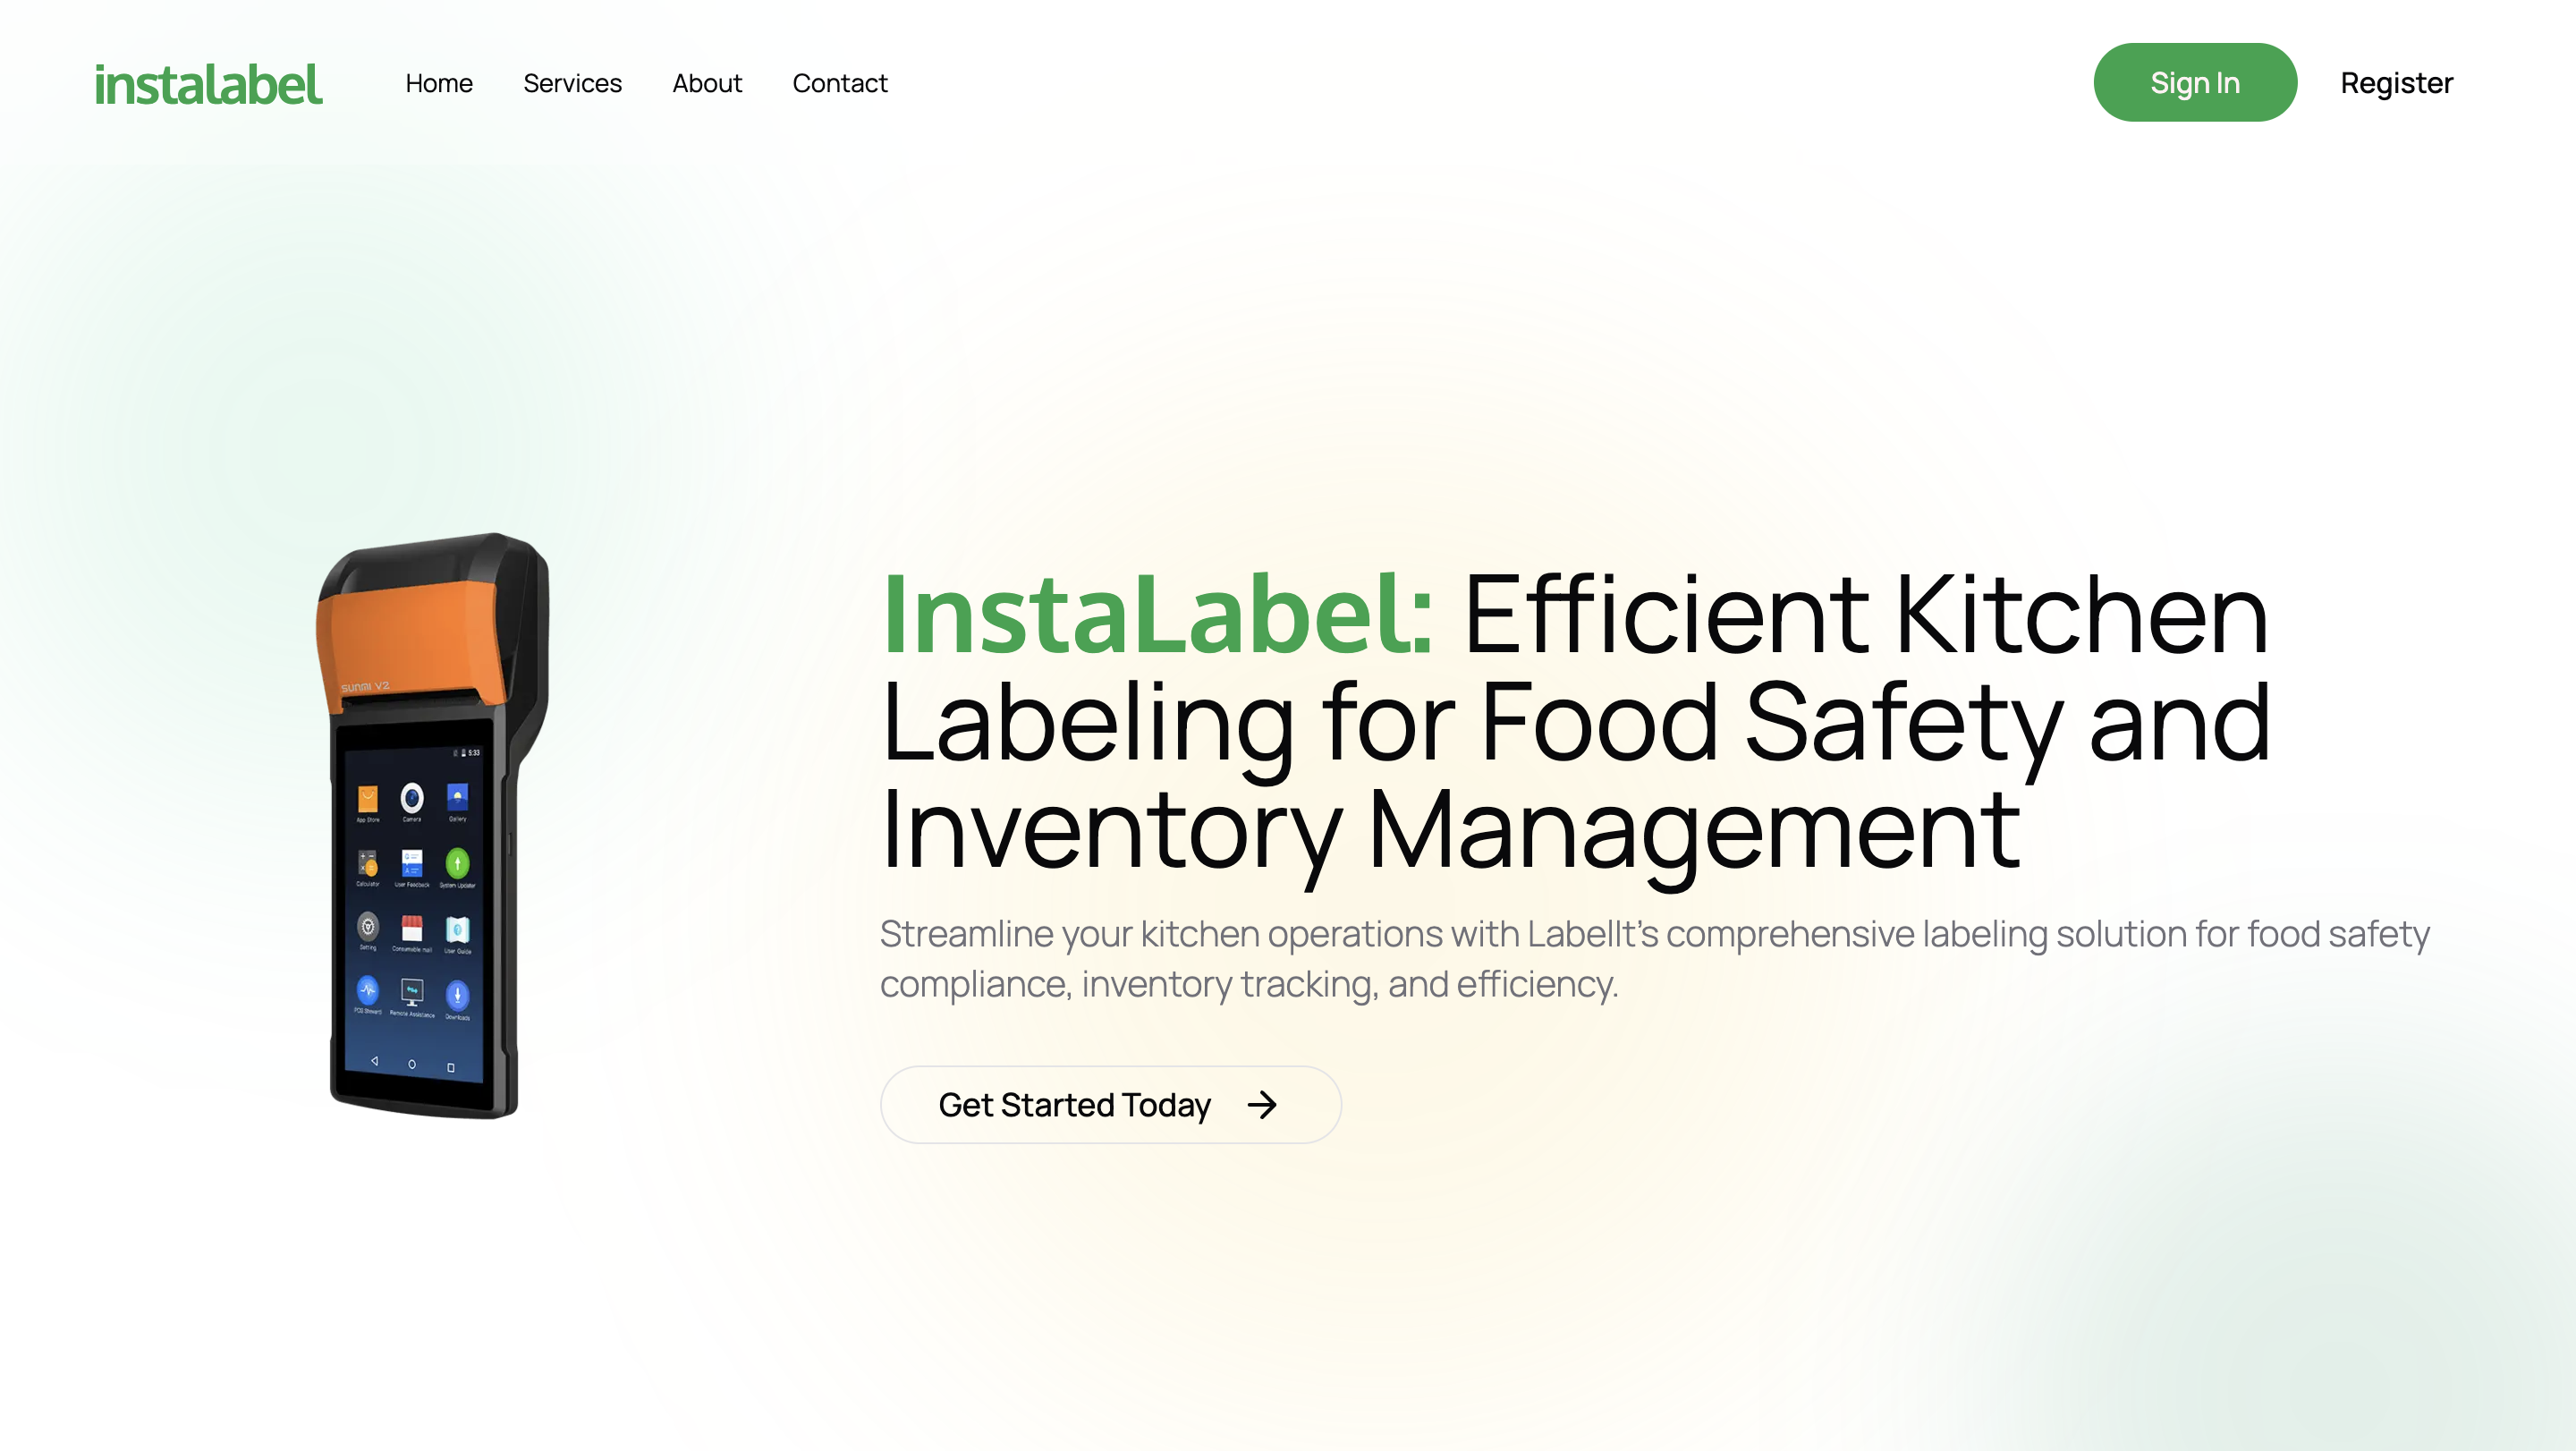 instalabel
Home
Services
About
Contact
Sign In
Register
SUNMI V2
5:33
App Store
Camera
Gallery
Calculator
User Feedback
System Updater
Setting
Consumable mall
User Guide
Remote Assistance
Downloads
InstaLabel: Efficient Kitchen
Labeling for Food Safety and
Inventory Management
Streamline your kitchen operations with LabelIt's comprehensive labeling solution for food safety
compliance, inventory tracking, and efficiency.
Get Started Today